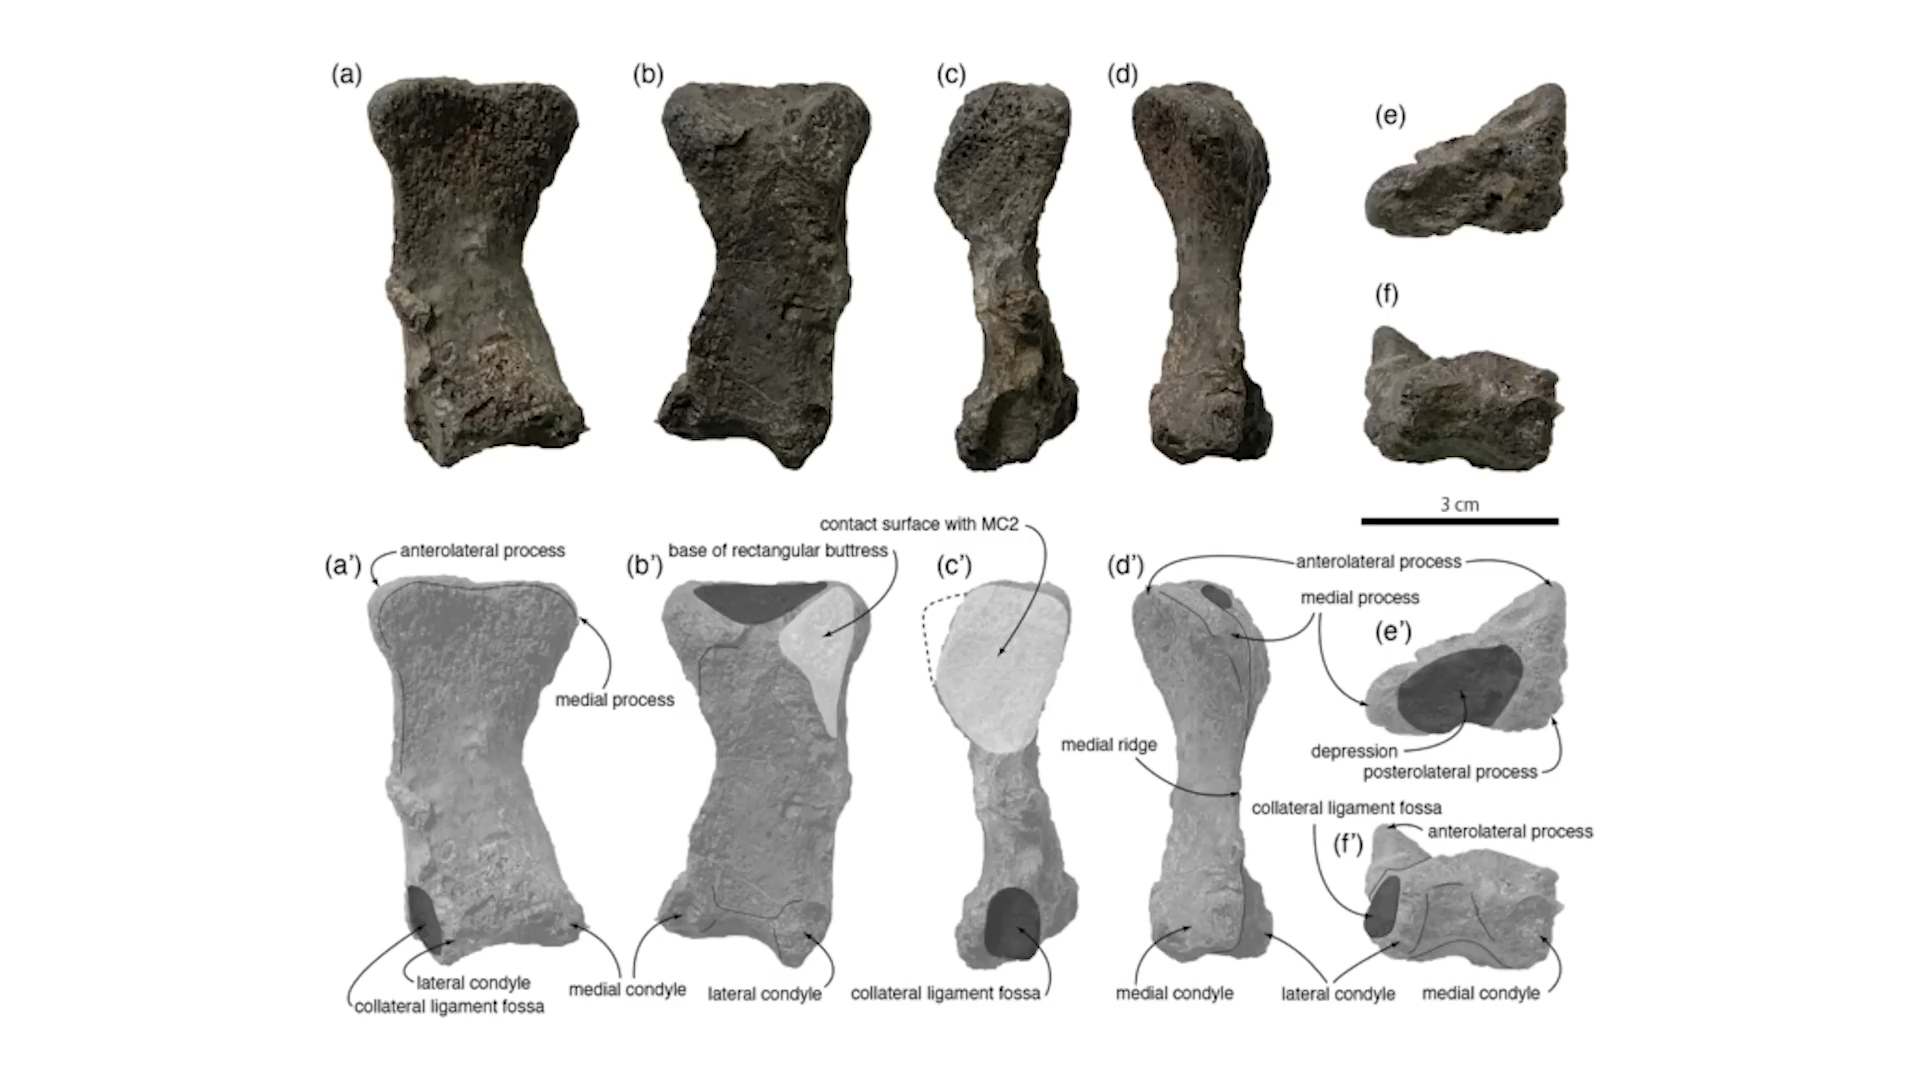 (a)
(b)
(c)
(d)
(e)
(f)
3 cm
contact surface with MC2
(a')
anterolateral process
(b')
base of rectangular buttress
(c')
(d')
anterolateral process
medial process
(e')
medial process
medial ridge
depression
posterolateral process
collateral ligament fossa
anterolateral process
(f')
lateral condyle
collateral ligament fossa
medial condyle
lateral condyle
collateral ligament fossa
medial condyle
lateral condyle
medial condyle